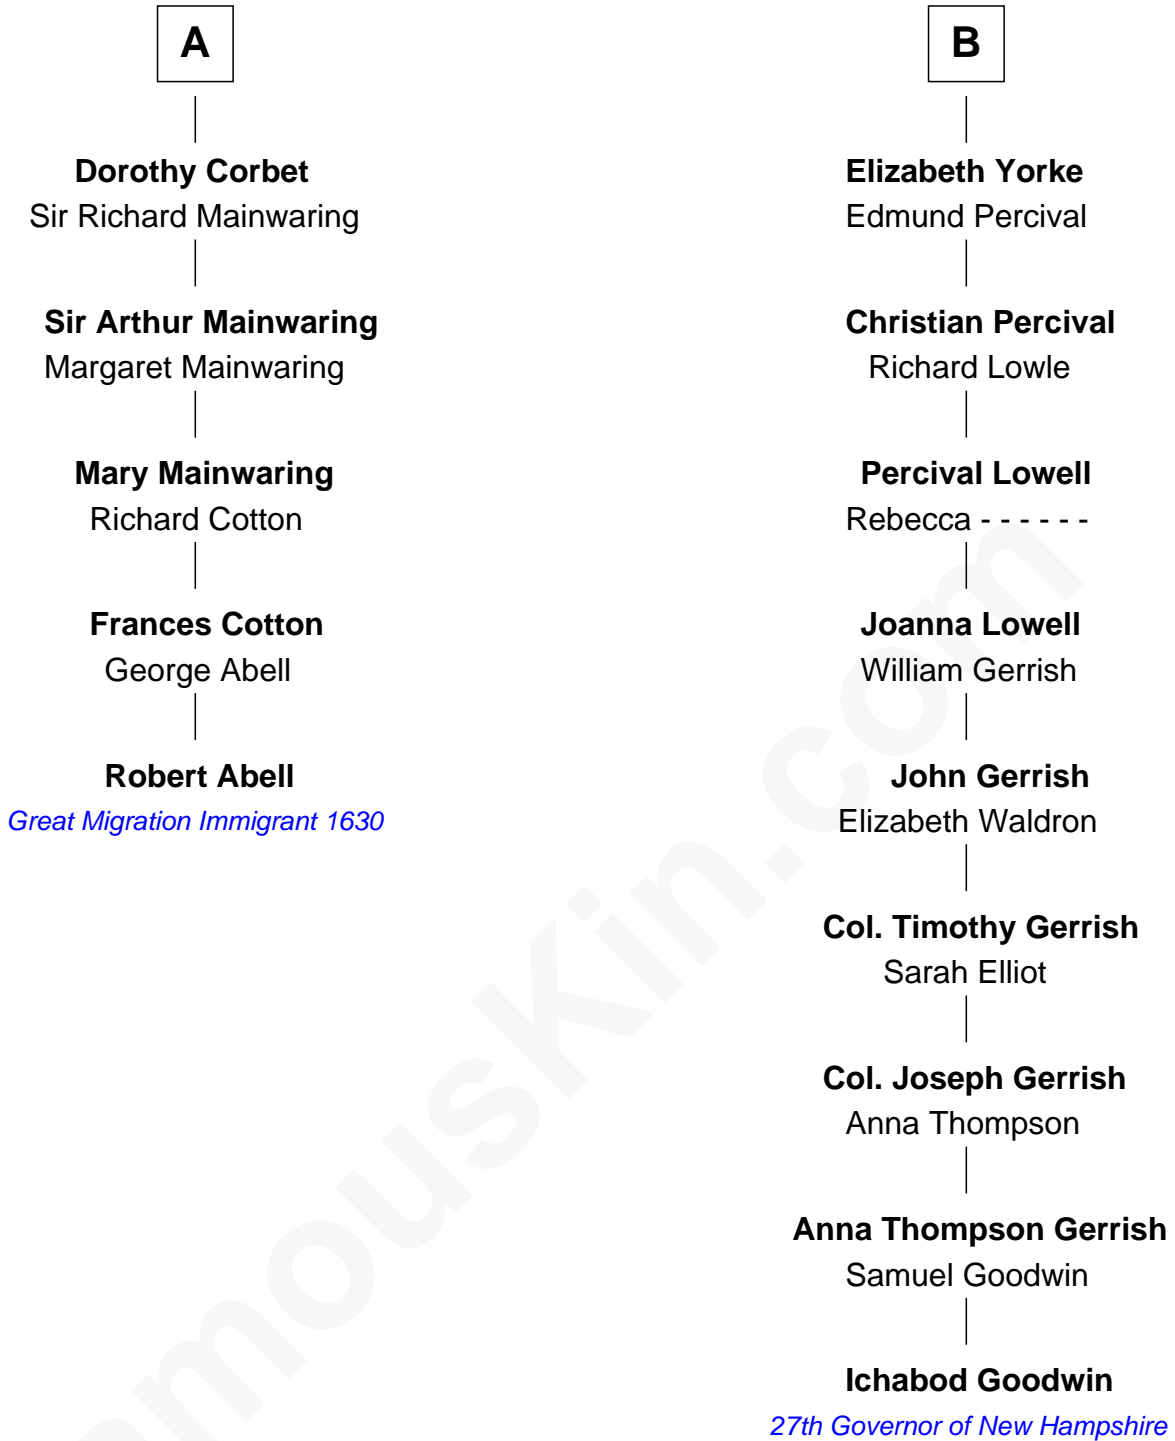 A
Dorothy Corbet
Sir Richard Mainwaring
Sir Arthur Mainwaring
Margaret Mainwaring
Mary Mainwaring
Richard Cotton
Frances Cotton
George Abell
Robert Abell
Great Migration Immigrant 1630
B
Elizabeth Yorke
Edmund Percival
Christian Percival
Richard Lowle
Percival Lowell
Rebecca - - - - - -
Joanna Lowell
William Gerrish
John Gerrish
Elizabeth Waldron
Col. Timothy Gerrish
Sarah Elliot
Col. Joseph Gerrish
Anna Thompson
Anna Thompson Gerrish
Samuel Goodwin
Ichabod Goodwin
27th Governor of New Hampshire
amousKin.com